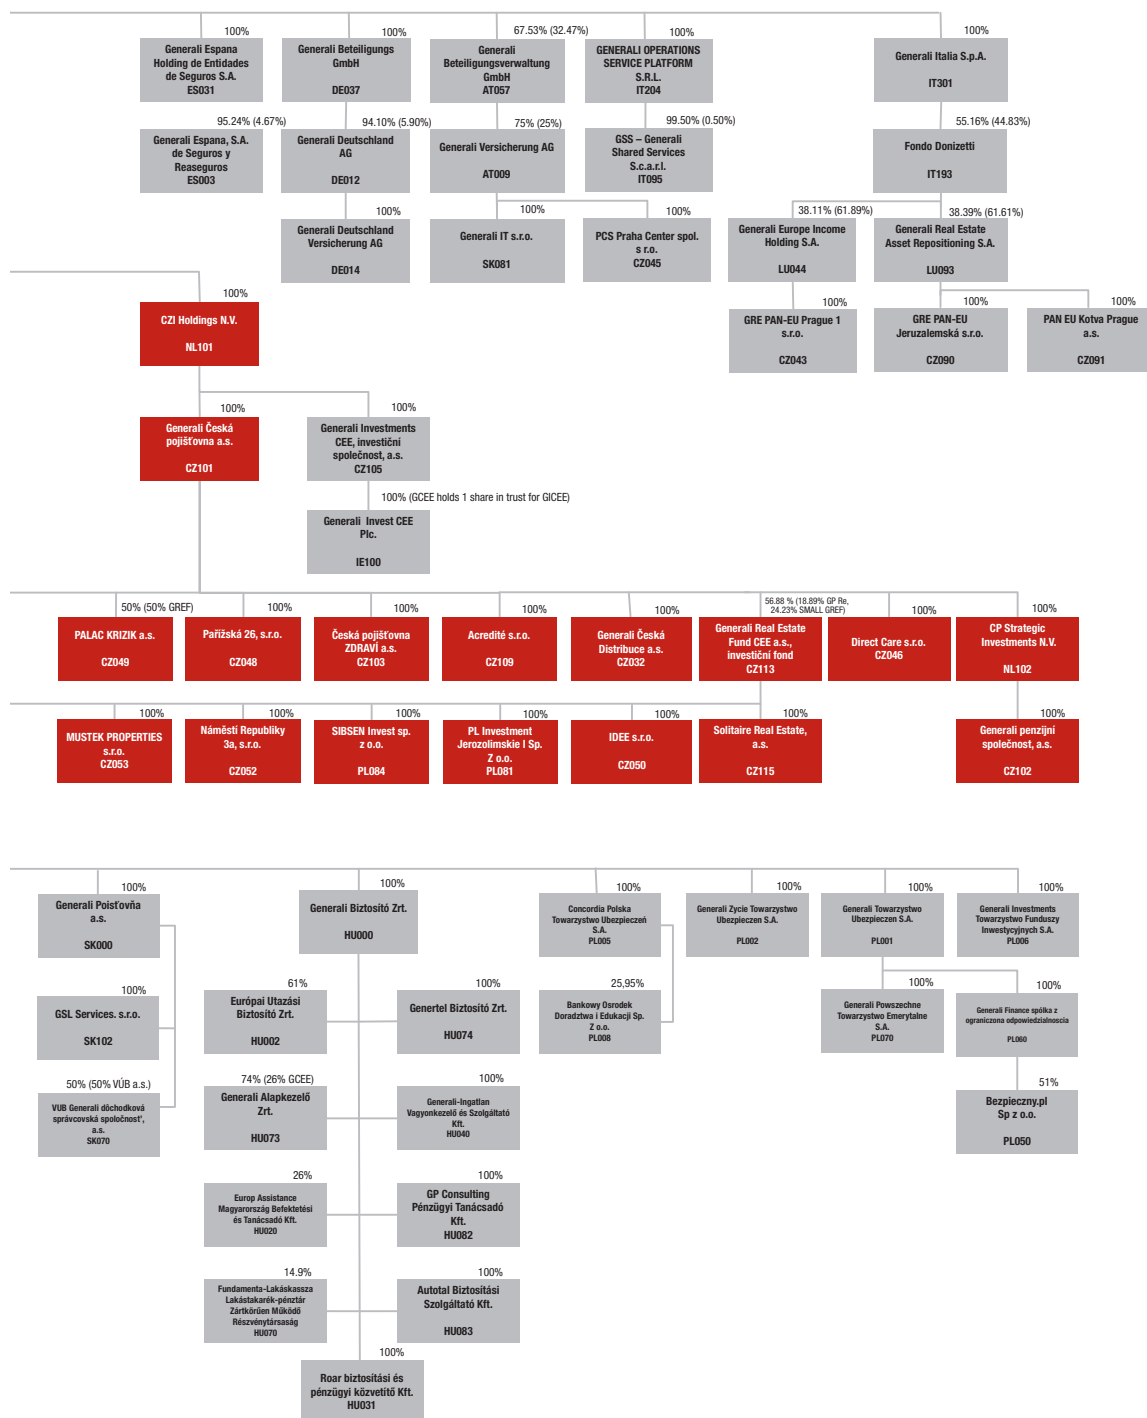 100%
100%
67.53% (32.47%)
100%
100%
Generali Espana
Holding de Entidades
de Seguros S.A.
ES031
Generali Beteiligungs
GmbH
DE037
Generali
Beteiligungsverwaltung
GmbH
AT057
GENERALI OPERATIONS
SERVICE PLATFORM
S.R.L.
IT204
Generali Italia S.p.A.
IT301
95.24% (4.67%)
94.10% (5.90%)
75% (25%)
99.50% (0.50%)
55.16% (44.83%)
Generali Espana, S.A.
de Seguros y
Reaseguros
ES003
Generali Deutschland
AG
DE012
Generali Versicherung AG
AT009
GSS – Generali
Shared Services
S.c.a.r.l.
IT095
Fondo Donizetti
IT193
100%
100%
100%
38.11% (61.89%)
38.39% (61.61%)
Generali Deutschland
Versicherung AG
DE014
Generali IT s.r.o.
SK081
PCS Praha Center spol.
s r.o.
CZ045
Generali Europe Income
Holding S.A.
LU044
Generali Real Estate
Asset Repositioning S.A.
LU093
100%
100%
100%
100%
CZI Holdings N.V.
NL101
GRE PAN-EU Prague 1
s.r.o.
CZ043
GRE PAN-EU
Jeruzalemská s.r.o.
CZ090
PAN EU Kotva Prague
a.s.
CZ091
100%
100%
Generali Česká
pojišťovna a.s.
CZ101
Generali Investments
CEE, investiční
společnost, a.s.
CZ105
100% (GCEE holds 1 share in trust for GICEE)
Generali Invest CEE
Plc.
IE100
50% (50% GREF)
100%
100%
100%
100%
56.88 % (18.89% GP Re,
24.23% SMALL GREF)
100%
100%
PALAC KRIZIK a.s.
CZ049
Pařížská 26, s.r.o.
CZ048
Česká pojišťovna
ZDRAVÍ a.s.
CZ103
Acredité s.r.o.
CZ109
Generali Česká
Distribuce a.s.
CZ032
Generali Real Estate
Fund CEE a.s.,
investiční fond
CZ113
Direct Care s.r.o.
CZ046
CP Strategic
Investments N.V.
NL102
100%
100%
100%
100%
100%
100%
100%
MUSTEK PROPERTIES
s.r.o.
CZ053
Náměstí Republiky
3a, s.r.o.
CZ052
SIBSEN Invest sp.
z o.o.
PL084
PL Investment
Jerozolimskie I Sp.
Z o.o.
PL081
IDEE s.r.o.
CZ050
Solitaire Real Estate,
a.s.
CZ115
Generali penzijní
společnost, a.s.
CZ102
100%
100%
100%
100%
100%
100%
Generali Poisťovňa
a.s.
SK000
Generali Biztosító Zrt.
HU000
Concordia Polska
Towarzystwo Ubezpieczeń
S.A.
PL005
Generali Zycie Towarzystwo
Ubezpieczen S.A.
PL002
Generali Towarzystwo
Ubezpieczen S.A.
PL001
Generali Investments
Towarzystwo Funduszy
Inwestycyjnych S.A.
PL006
100%
61%
100%
25,95%
100%
100%
GSL Services. s.r.o.
SK102
Európai Utazási
Biztosító Zrt.
HU002
Genertel Biztosító Zrt.
HU074
Bankowy Osrodek
Doradztwa i Edukacji Sp.
Z o.o.
PL008
Generali Powszechne
Towarzystwo Emerytalne
S.A.
PL070
Generali Finance spólka z
ograniczona odpowiedzialnoscia
PL060
50% (50% VÚB a.s.)
74% (26% GCEE)
100%
51%
VUB Generali dôchodková
správcovská spoločnosť,
a.s.
SK070
Generali Alapkezelő
Zrt.
HU073
Generali-Ingatlan
Vagyonkezelő és Szolgáltató
Kft.
HU040
Bezpieczny.pl
Sp z o.o.
PL050
26%
100%
Europ Assistance
Magyarország Befektetési
és Tanácsadó Kft.
HU020
GP Consulting
Pénzügyi Tanácsadó
Kft.
HU082
14.9%
100%
Fundamenta-Lakáskassza
Lakástakarék-pénztár
Zártkörűen Működő
Részvénytársaság
HU070
Autotal Biztosítási
Szolgáltató Kft.
HU083
100%
Roar biztosítási és
pénzügyi közvetítő Kft.
HU031